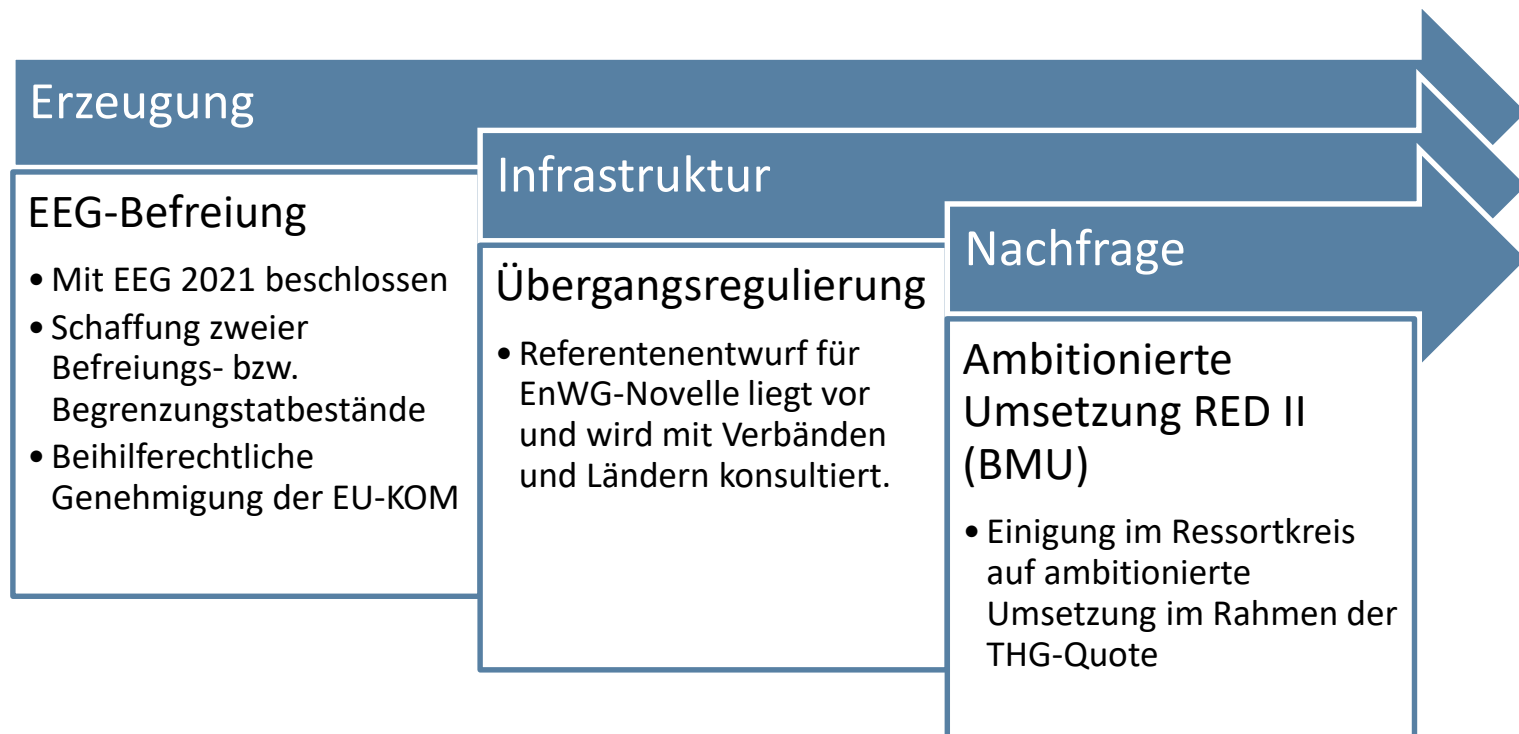 Erzeugung
EEG-Befreiung
• Mit EEG 2021 beschlossen
• Schaffung zweier
Befreiungs- bzw.
Begrenzungstatbestände
• Beihilferechtliche
Genehmigung der EU-KOM
Infrastruktur
Übergangsregulierung
• Referentenentwurf für
EnWG-Novelle liegt vor
und wird mit Verbänden
und Ländern konsultiert.
Nachfrage
Ambitionierte
Umsetzung RED II
(BMU)
• Einigung im Ressortkreis
auf ambitionierte
Umsetzung im Rahmen der
THG-Quote